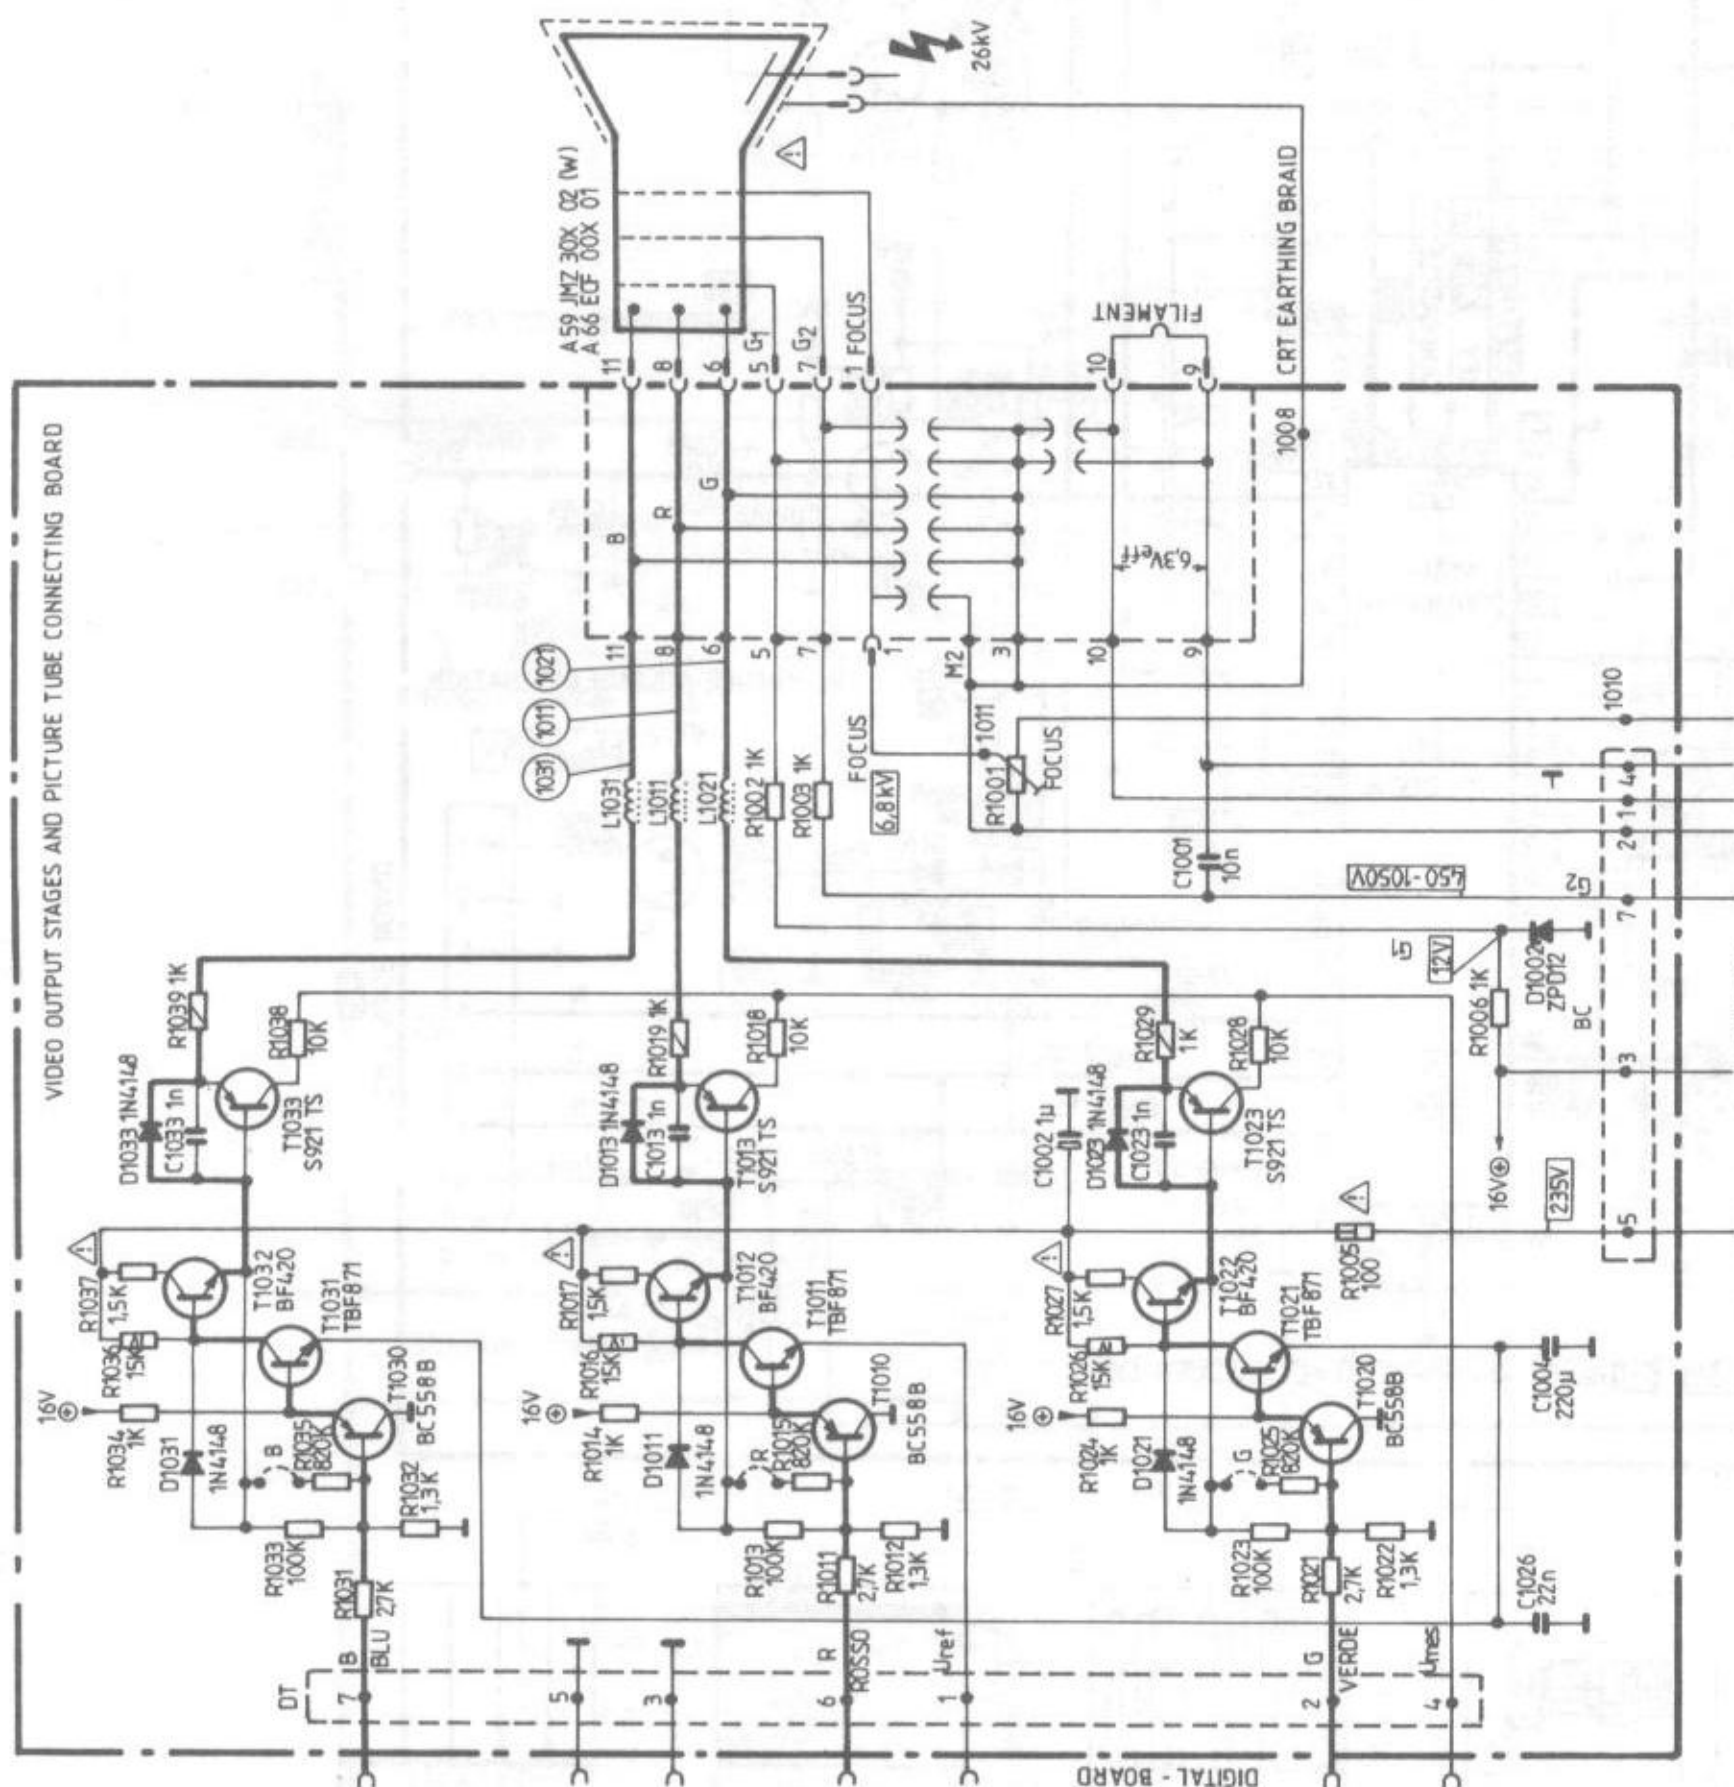 VIDEO OUTPUT STAGES AND PICTURE TUBE CONNECTING BOARD
A59 JMZ 30X 02 (W)
A66 ECF 00X 01
26kV
11
8
6
5 G1
7 G2
1 FOCUS
10
9
FILAMENT
CRT EARTHING BRAID
1008
B
R
G
6,3Veff
11
8
6
5
7
1
M2
3
10
9
1021
1011
1031
L1031
L1011
L1021
R1002 1K
R1003 1K
FOCUS
6,8kV
1011
R1001
FOCUS
C1001
10n
450-1050V
G2
1010
4
1
2
7
3
5
G1
12V
D1002
ZPD12
R1006 1K
BC
16V
235V
R1039 1K
R1038
10K
D1033 1N4148
C1033 1n
T1033
S921 TS
R1019 1K
R1018
10K
D1013 1N4148
C1013 1n
T1013
S921 TS
R1029
1K
R1028
10K
C1002 1µ
D1023 1N4148
C1023 1n
T1023
S921 TS
R1037
1,5K
T1032
BF420
R1036
15K
T1031
TBF871
16V
R1034
1K
D1031
1N4148
B
R1035
820K
T1030
BC558B
R1032
1,3K
R1033
100K
R1031
2,7K
R1017
1,5K
T1012
BF420
R1016
15K
T1011
TBF871
16V
R1014
1K
D1011
1N4148
R
R1015
820K
T1010
BC558B
R1013
100K
R1011
2,7K
R1012
1,3K
R1027
1,5K
T1022
BF420
R1026
15K
T1021
TBF871
16V
R1024
1K
D1021
1N4148
G
R1025
820K
T1020
BC558B
R1023
100K
R1021
2,7K
R1022
1,3K
R1005
100
C1004
220µ
C1026
22n
DT
7
B
BLU
5
3
6
R
ROSSO
1
Uref
2
G
VERDE
4
Umes
DIGITAL - BOARD